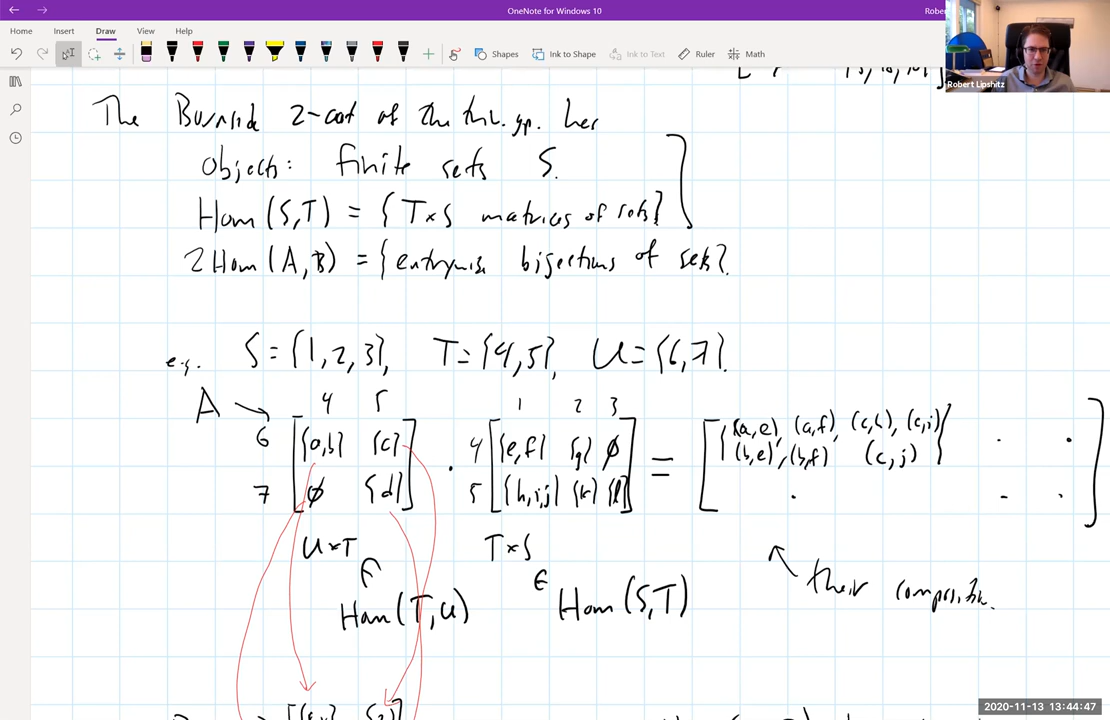 OneNote for Windows 10
Rober
Home Insert Draw View Help
Shapes Ink to Shape Ink to Text Ruler Math
Robert Lipshitz
The Burnside 2-cat of the triv. gp. has
objects: finite sets S.
Hom (S,T) = { T×S matrices of sets}
2Hom (A,B) = {entrywise bijections of sets}.
e.g. S = {1,2,3}, T = {4,5}, U = {6,7}.
A
4 5 1 2 3
6 {a,b} {c} · 4 {e,f} {g} ∅ = {(a,e), (a,f), (c,h), (c,i), (b,e), (b,f) (c,j)}
7 ∅ {d} 5 {h,i,j} {k} {l}
U×T T×S
∈ Hom (T,U) ∈ Hom (S,T)
their composition.
2020-11-13 13:44:47